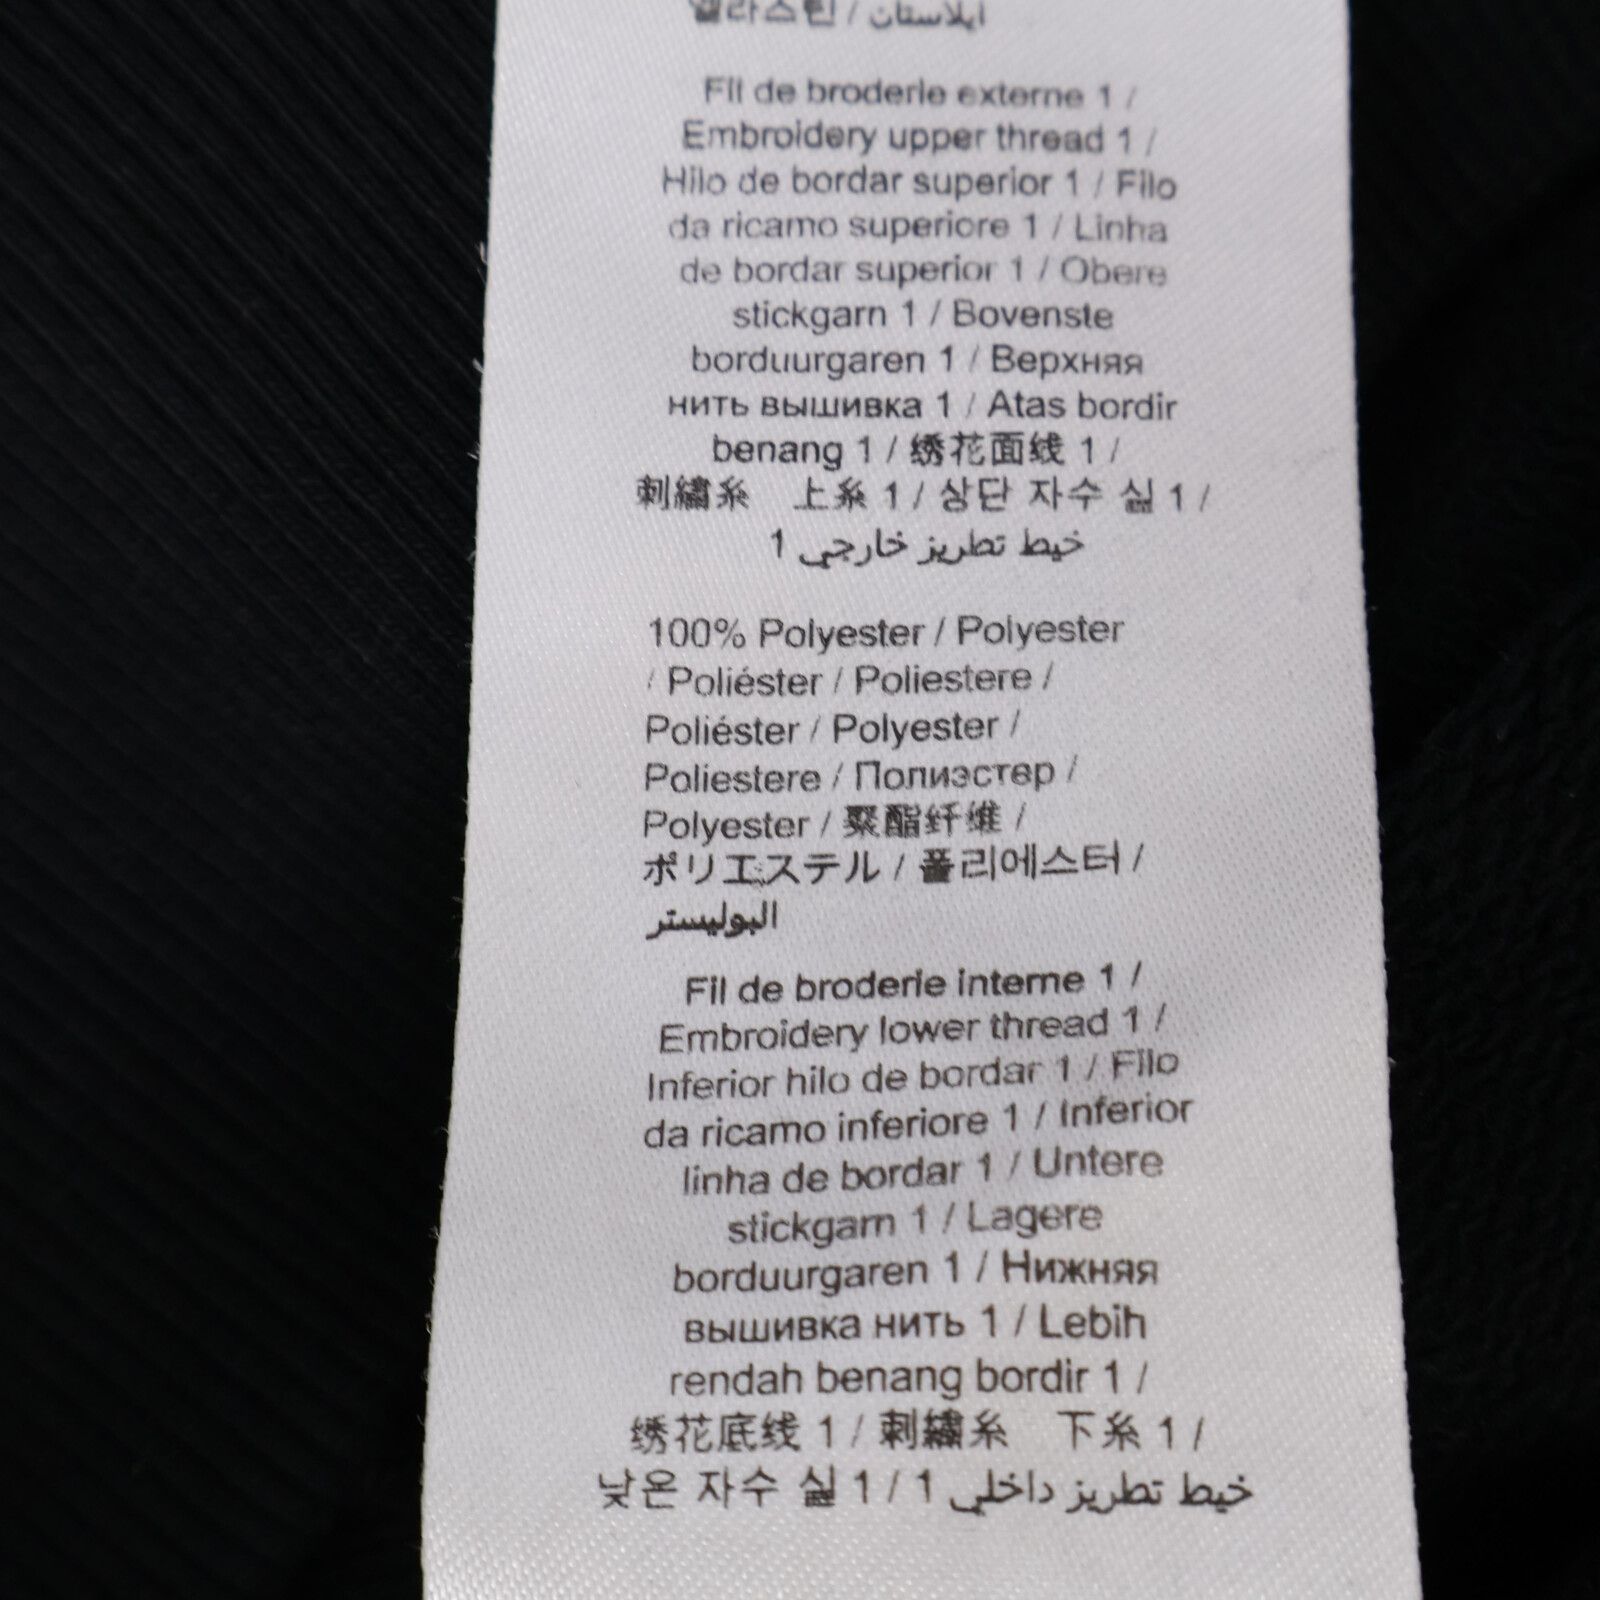 엘라스틴 / ايلاستان
Fil de broderie externe 1 /
Embroidery upper thread 1 /
Hilo de bordar superior 1 / Filo
da ricamo superiore 1 / Linha
de bordar superior 1 / Obere
stickgarn 1 / Bovenste
borduurgaren 1 / Верхняя
нить вышивка 1 / Atas bordir
benang 1 / 绣花面线 1 /
刺繍糸　上糸 1 / 상단 자수 실 1 /
خيط تطريز خارجي 1
100% Polyester / Polyester
/ Poliéster / Poliestere /
Poliéster / Polyester /
Poliestere / Полиэстер /
Polyester / 聚酯纤维 /
ポリエステル / 폴리에스터 /
البوليستر
Fil de broderie interne 1 /
Embroidery lower thread 1 /
Inferior hilo de bordar 1 / Filo
da ricamo inferiore 1 / Inferior
linha de bordar 1 / Untere
stickgarn 1 / Lagere
borduurgaren 1 / Нижняя
вышивка нить 1 / Lebih
rendah benang bordir 1 /
绣花底线 1 / 刺繍糸　下糸 1 /
낮은 자수 실 1 / خيط تطريز داخلي 1